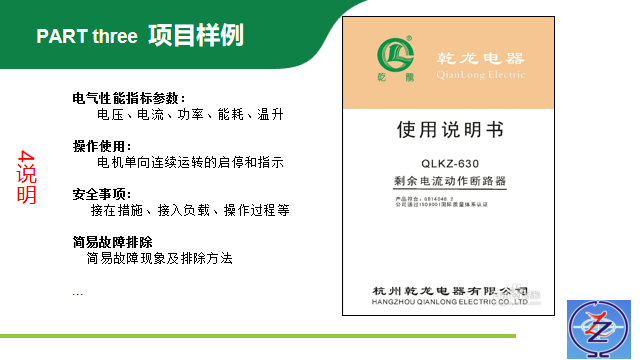 PART three 项目样例
4说明
电气性能指标参数：
电压、电流、功率、能耗、温升
操作使用：
电机单向连续运转的启停和指示
安全事项：
接在措施、接入负载、操作过程等
简易故障排除
简易故障现象及排除方法
…
乾龍
乾龙电器
QianLong Electric
使用说明书
QLKZ-630
剩余电流动作断路器
产品符合：GB14048.2
公司通过ISO9001国际质量体系认证
杭州乾龙电器有限公司
HANGZHOU QIANLONG ELECTRIC CO.,LTD